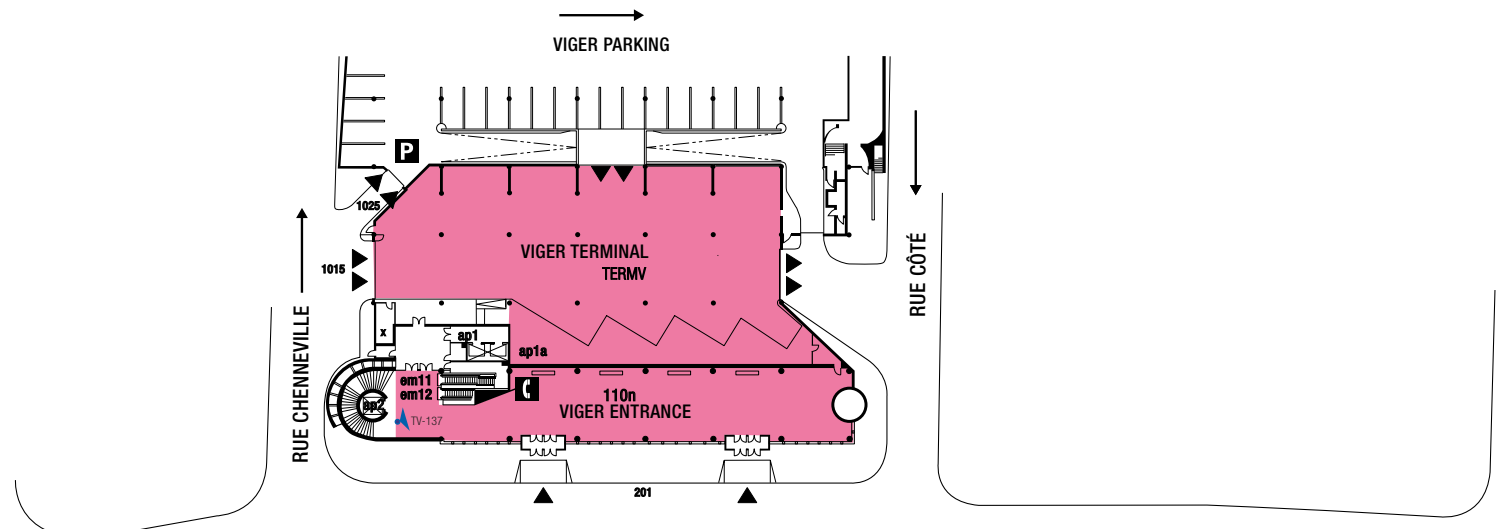 VIGER PARKING
P
1025
VIGER TERMINAL
TERMV
1015
RUE CHENNEVILLE
RUE CÔTÉ
x
ap1
ap1a
em11
em12
110n
VIGER ENTRANCE
ap2
TV-137
201